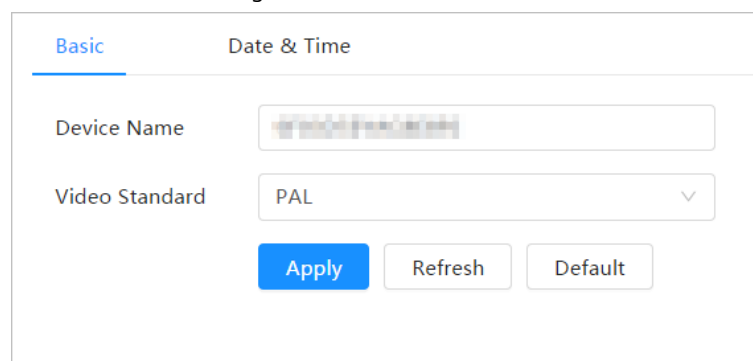 Basic Date & Time
Device Name
Video Standard PAL
Apply Refresh Default